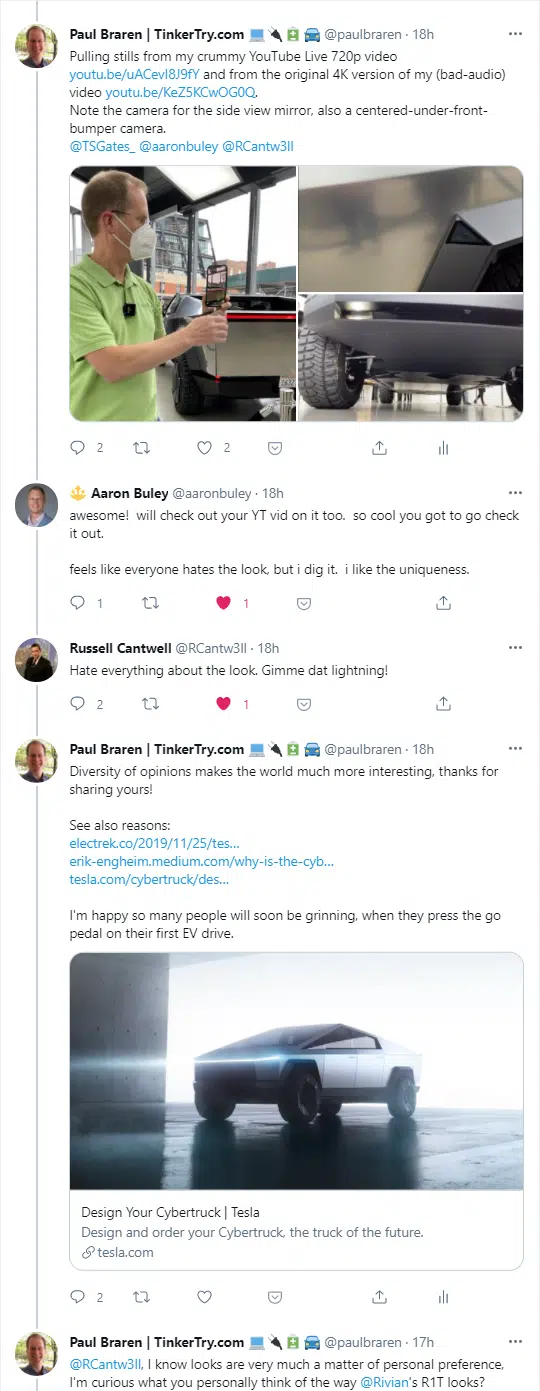 Paul Braren | TinkerTry.com 💻🔌🔋🚘 @paulbraren · 18h
Pulling stills from my crummy YouTube Live 720p video
youtu.be/uACevI8J9fY and from the original 4K version of my (bad-audio)
video youtu.be/KeZ5KCwOG0Q.
Note the camera for the side view mirror, also a centered-under-front-
bumper camera.
@TSGates_ @aaronbuley @RCantw3ll
2 2
Aaron Buley @aaronbuley · 18h
awesome! will check out your YT vid on it too. so cool you got to go check
it out.
feels like everyone hates the look, but i dig it. i like the uniqueness.
1 1
Russell Cantwell @RCantw3ll · 18h
Hate everything about the look. Gimme dat lightning!
2 1
Paul Braren | TinkerTry.com 💻🔌🔋🚘 @paulbraren · 18h
Diversity of opinions makes the world much more interesting, thanks for
sharing yours!
See also reasons:
electrek.co/2019/11/25/tes...
erik-engheim.medium.com/why-is-the-cyb...
tesla.com/cybertruck/des...
I'm happy so many people will soon be grinning, when they press the go
pedal on their first EV drive.
Design Your Cybertruck | Tesla
Design and order your Cybertruck, the truck of the future.
tesla.com
2
Paul Braren | TinkerTry.com 💻🔌🔋🚘 @paulbraren · 17h
@RCantw3ll, I know looks are very much a matter of personal preference,
I'm curious what you personally think of the way @Rivian's R1T looks?